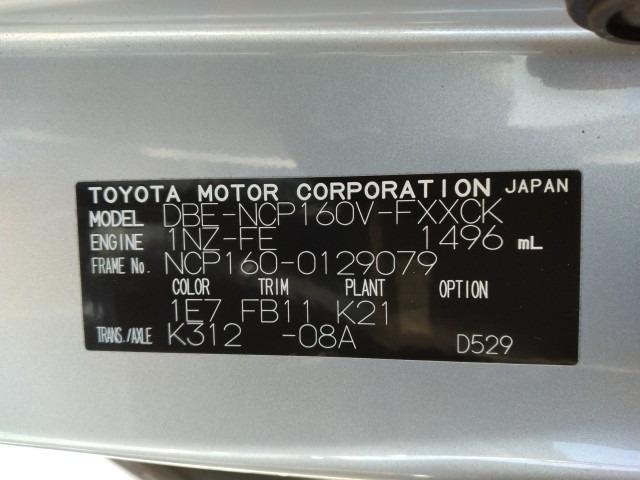 TOYOTA MOTOR CORPORATION JAPAN
MODEL DBE-NCP160V-FXXCK
ENGINE 1NZ-FE 1496 mL
FRAME No. NCP160-0129079
COLOR TRIM PLANT OPTION
1E7 FB11 K21
TRANS./AXLE K312 -08A D529